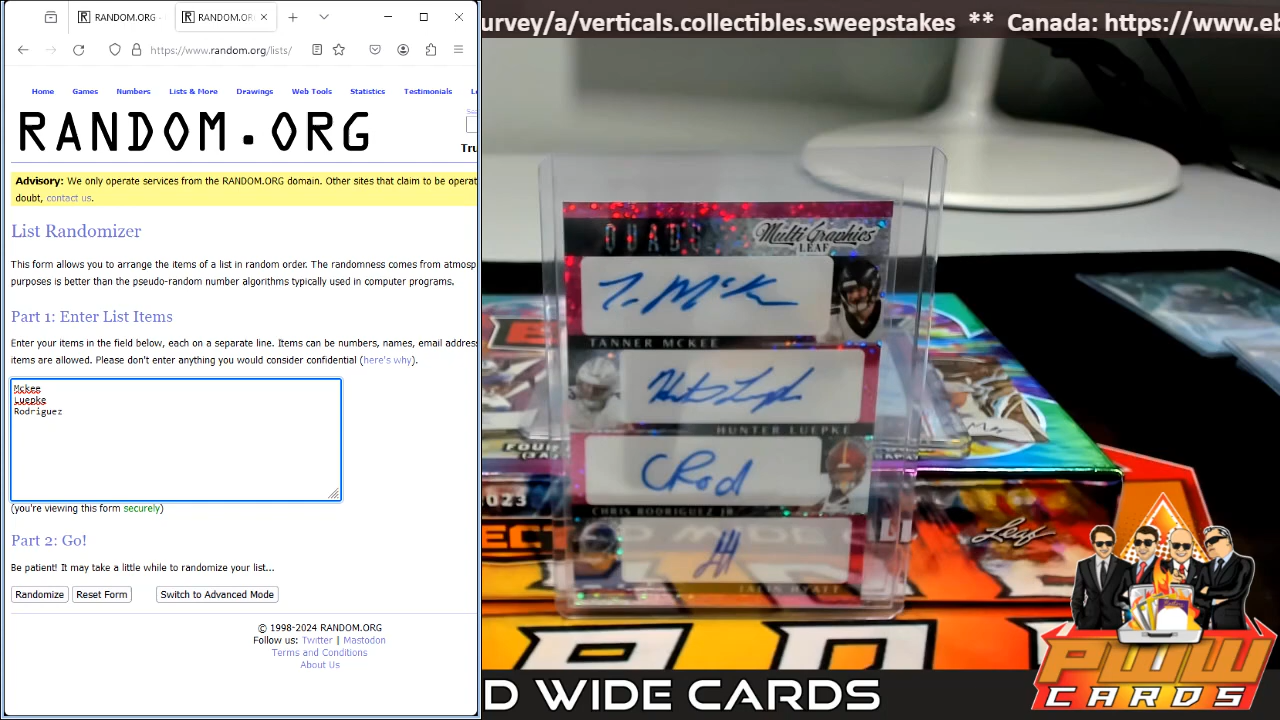 RANDOM.ORG
RANDOM.OR
https://www.random.org/lists/
Home Games Numbers Lists & More Drawings Web Tools Statistics Testimonials
RANDOM.ORG
Tru
Advisory: We only operate services from the RANDOM.ORG domain. Other sites that claim to be operat
doubt, contact us.
List Randomizer
This form allows you to arrange the items of a list in random order. The randomness comes from atmosp
purposes is better than the pseudo-random number algorithms typically used in computer programs.
Part 1: Enter List Items
Enter your items in the field below, each on a separate line. Items can be numbers, names, email address
items are allowed. Please don't enter anything you would consider confidential (here's why).
Mckee
Luepke
Rodriguez
(you're viewing this form securely)
Part 2: Go!
Be patient! It may take a little while to randomize your list...
Randomize Reset Form Switch to Advanced Mode
© 1998-2024 RANDOM.ORG
Follow us: Twitter | Mastodon
Terms and Conditions
About Us
urvey/a/verticals.collectibles.sweepstakes ** Canada: https://www.eb
QUADS
Multi Graphics
LEAF
TANNER MCKEE
HUNTER LUEPKE
CRod
CHRIS RODRIGUEZ JR
JALIN HYATT
2023
Leaf
D WIDE CARDS
PWW
CARDS